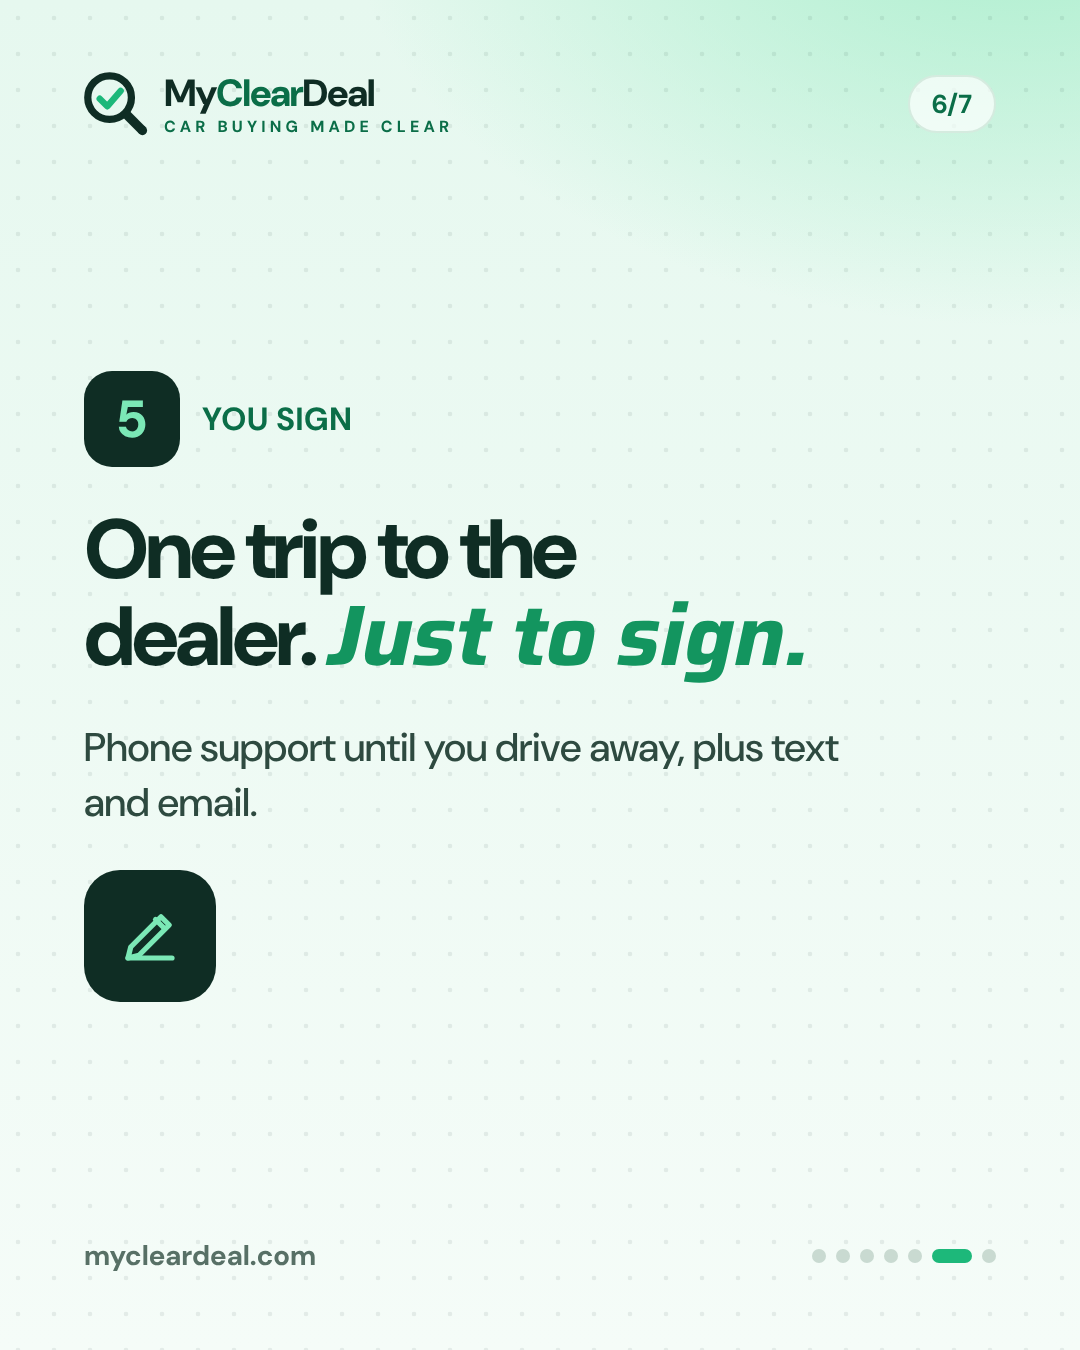 MyClearDeal
CAR BUYING MADE CLEAR
6/7
5
YOU SIGN
One trip to the
dealer. Just to sign.
Phone support until you drive away, plus text
and email.
mycleardeal.com